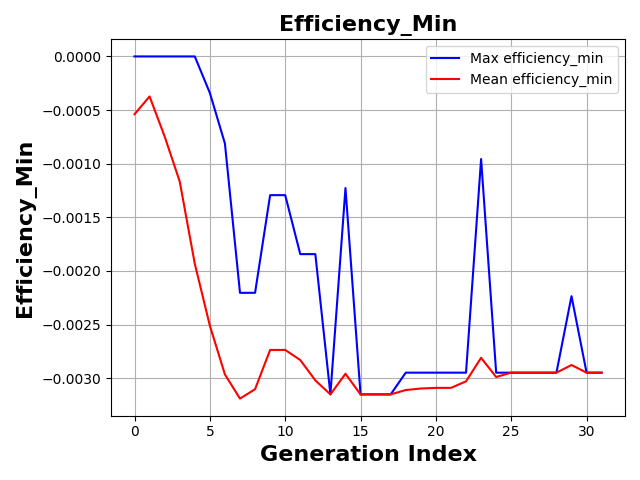 Efficiency_Min
Max efficiency_min
Mean efficiency_min
Efficiency_Min
0.0000
−0.0005
−0.0010
−0.0015
−0.0020
−0.0025
−0.0030
0 5 10 15 20 25 30
Generation Index